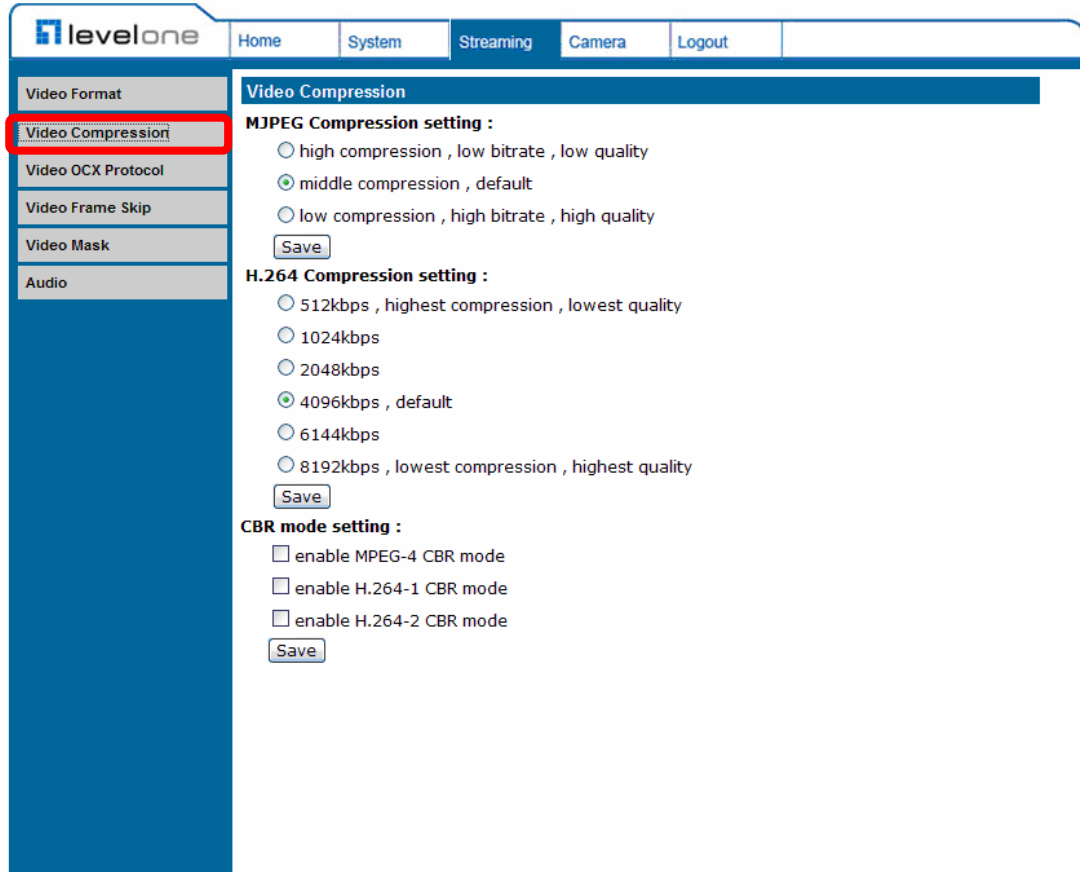 levelone
Home
System
Streaming
Camera
Logout
Video Format
Video Compression
Video OCX Protocol
Video Frame Skip
Video Mask
Audio
Video Compression
MJPEG Compression setting :
high compression , low bitrate , low quality
middle compression , default
low compression , high bitrate , high quality
Save
H.264 Compression setting :
512kbps , highest compression , lowest quality
1024kbps
2048kbps
4096kbps , default
6144kbps
8192kbps , lowest compression , highest quality
Save
CBR mode setting :
enable MPEG-4 CBR mode
enable H.264-1 CBR mode
enable H.264-2 CBR mode
Save